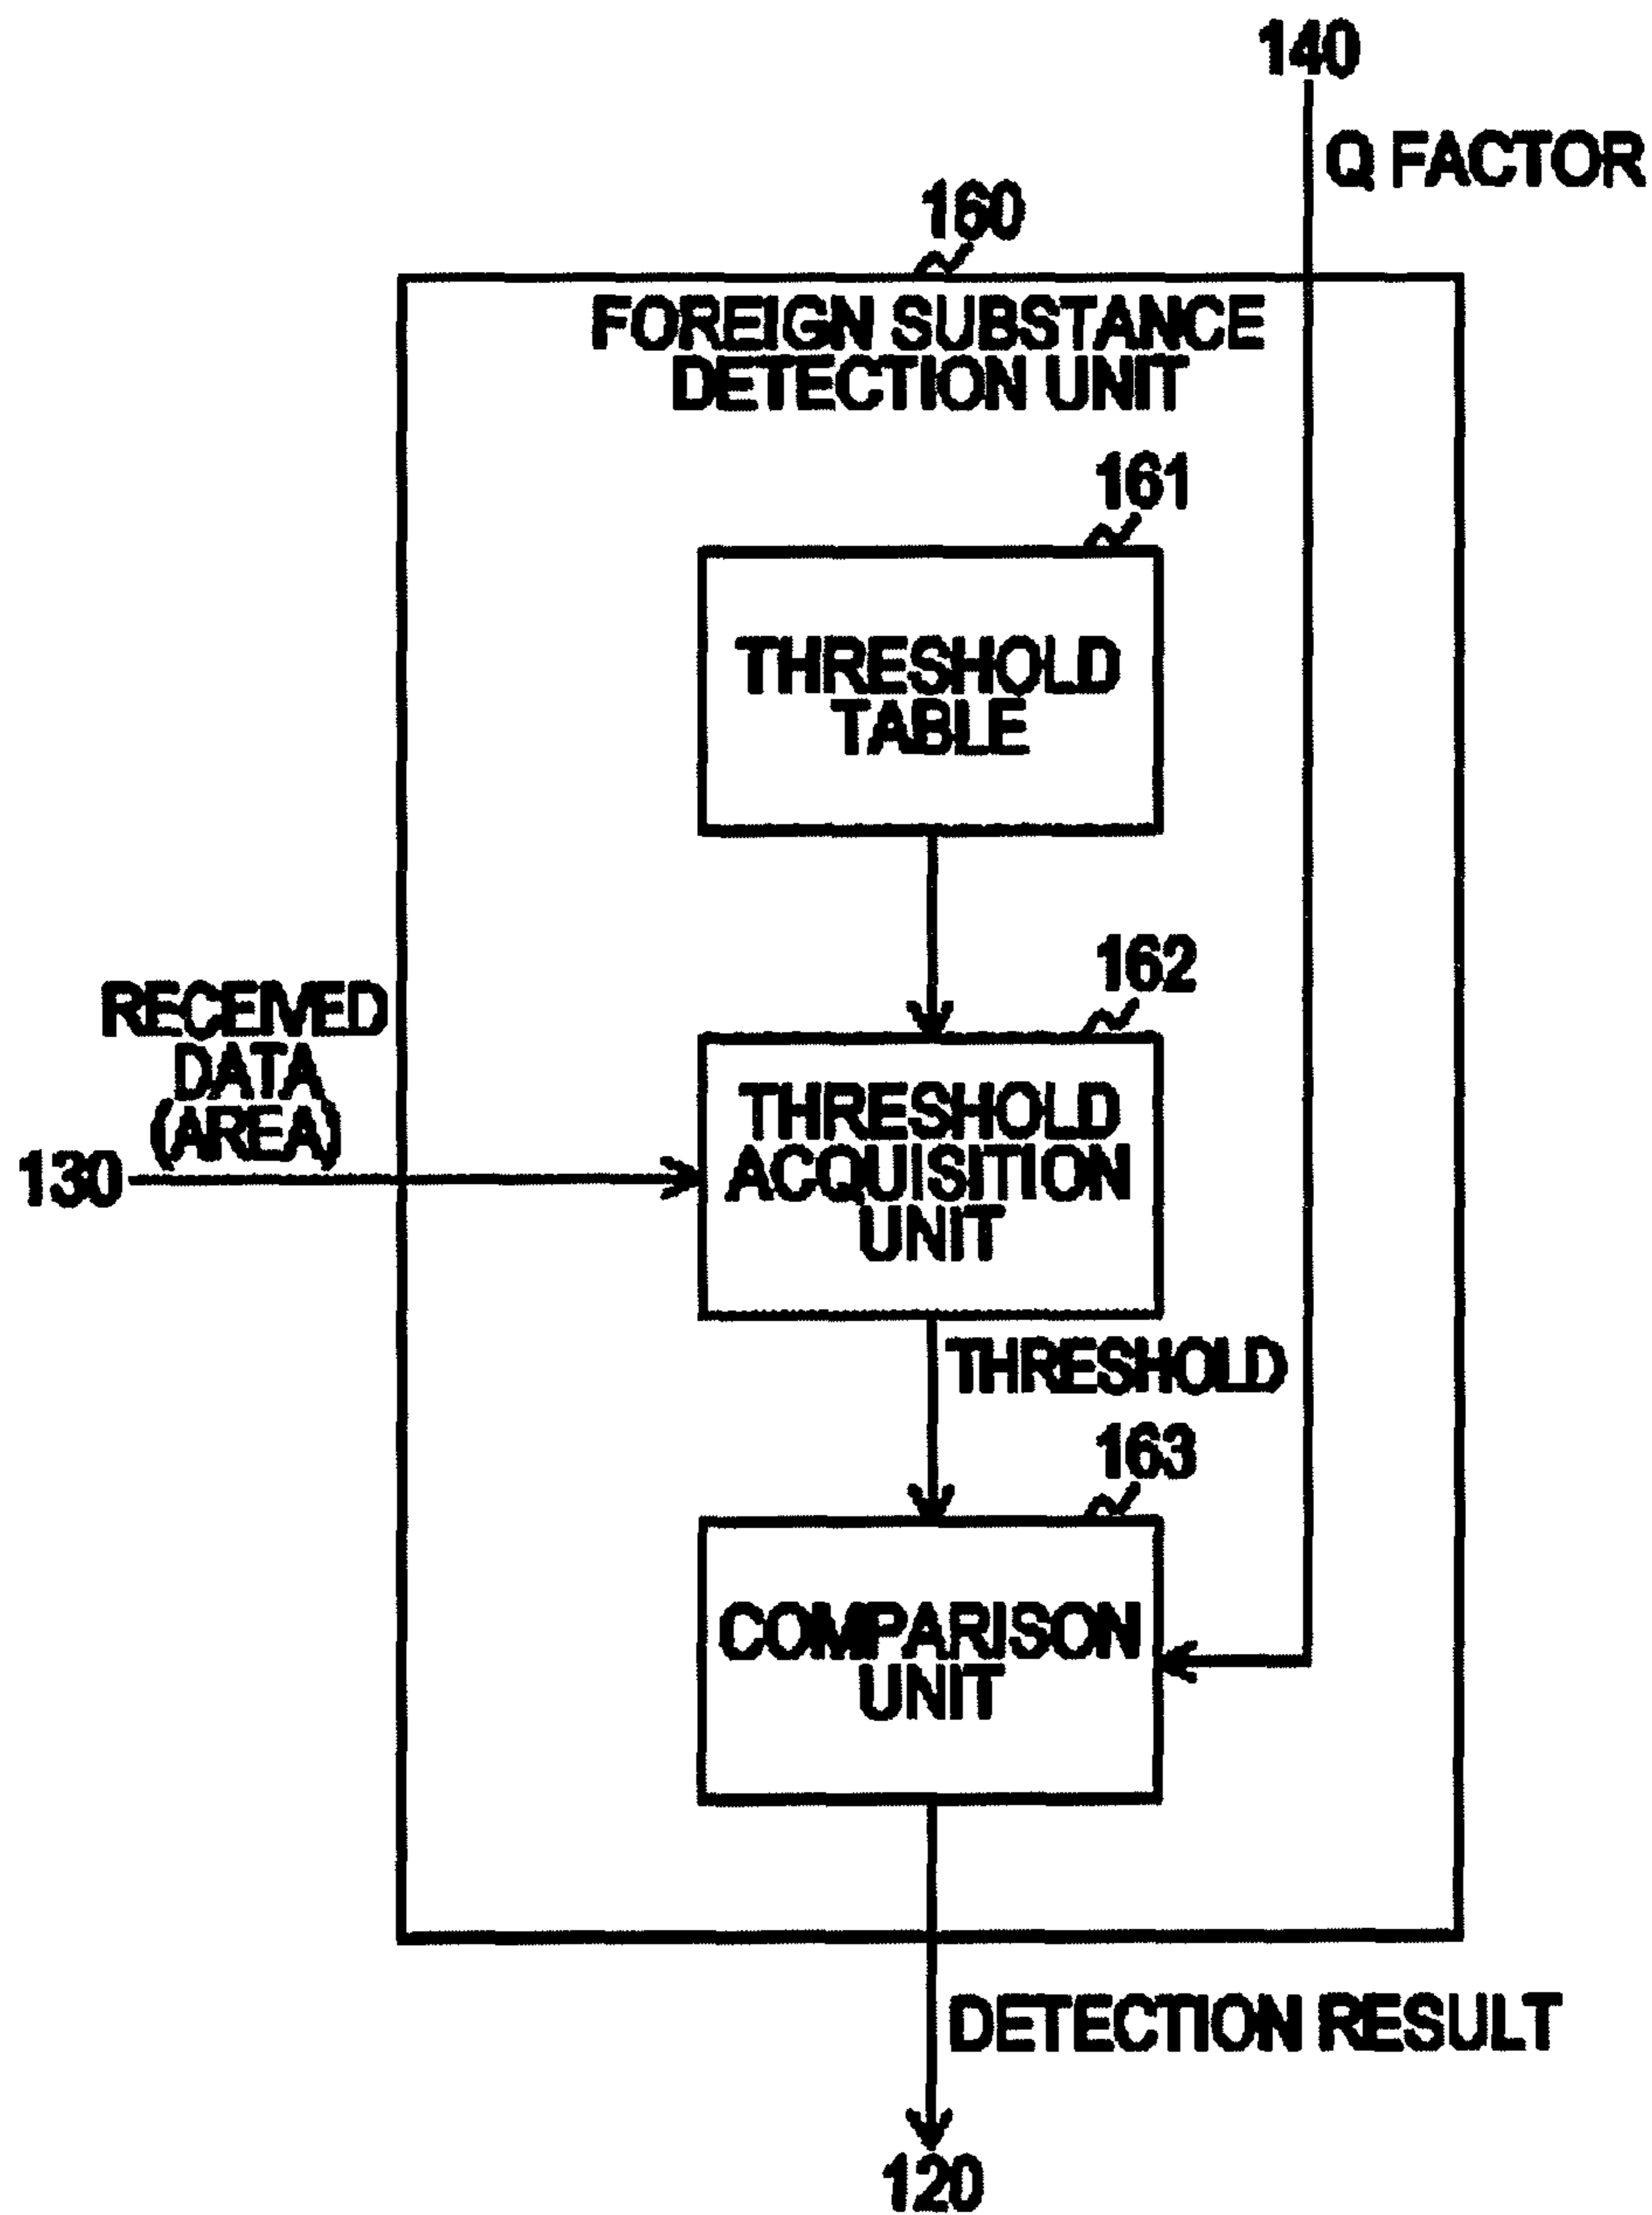 140
Q FACTOR
160
FOREIGN SUBSTANCE
DETECTION UNIT
161
THRESHOLD
TABLE
162
RECEIVED
DATA
(AREA)
130
THRESHOLD
ACQUISITION
UNIT
THRESHOLD
163
COMPARISON
UNIT
DETECTION RESULT
120